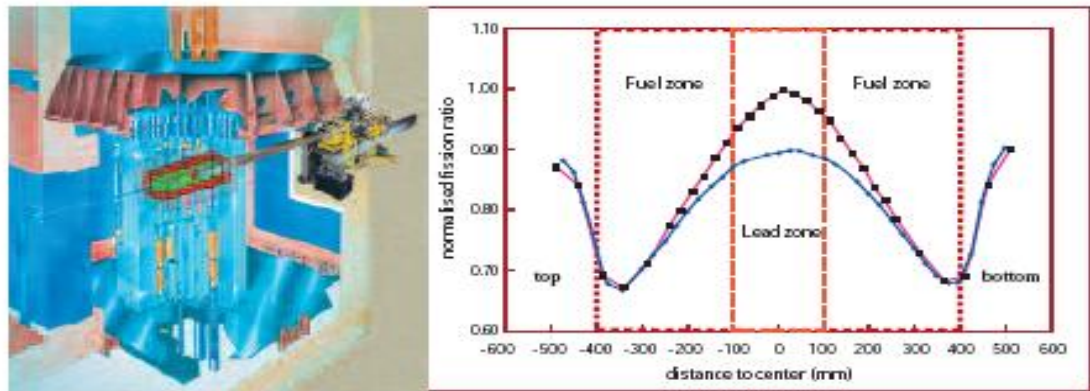 1.10
1.00
0.90
0.80
0.70
0.60
normalised fission ratio
Fuel zone
Fuel zone
Lead zone
top
bottom
-600 -500 -400 -300 -200 -100 0 100 200 300 400 500 600
distance to center (mm)